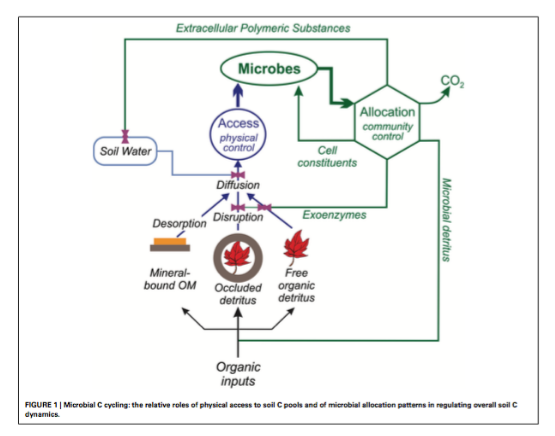 Extracellular Polymeric Substances
Microbes
CO2
Access
physical
control
Allocation
community
control
Soil Water
Cell
constituents
Diffusion
Microbial detritus
Desorption
Disruption
Exoenzymes
Mineral-
bound OM
Occluded
detritus
Free
organic
detritus
Organic
inputs
FIGURE 1 | Microbial C cycling: the relative roles of physical access to soil C pools and of microbial allocation patterns in regulating overall soil C
dynamics.